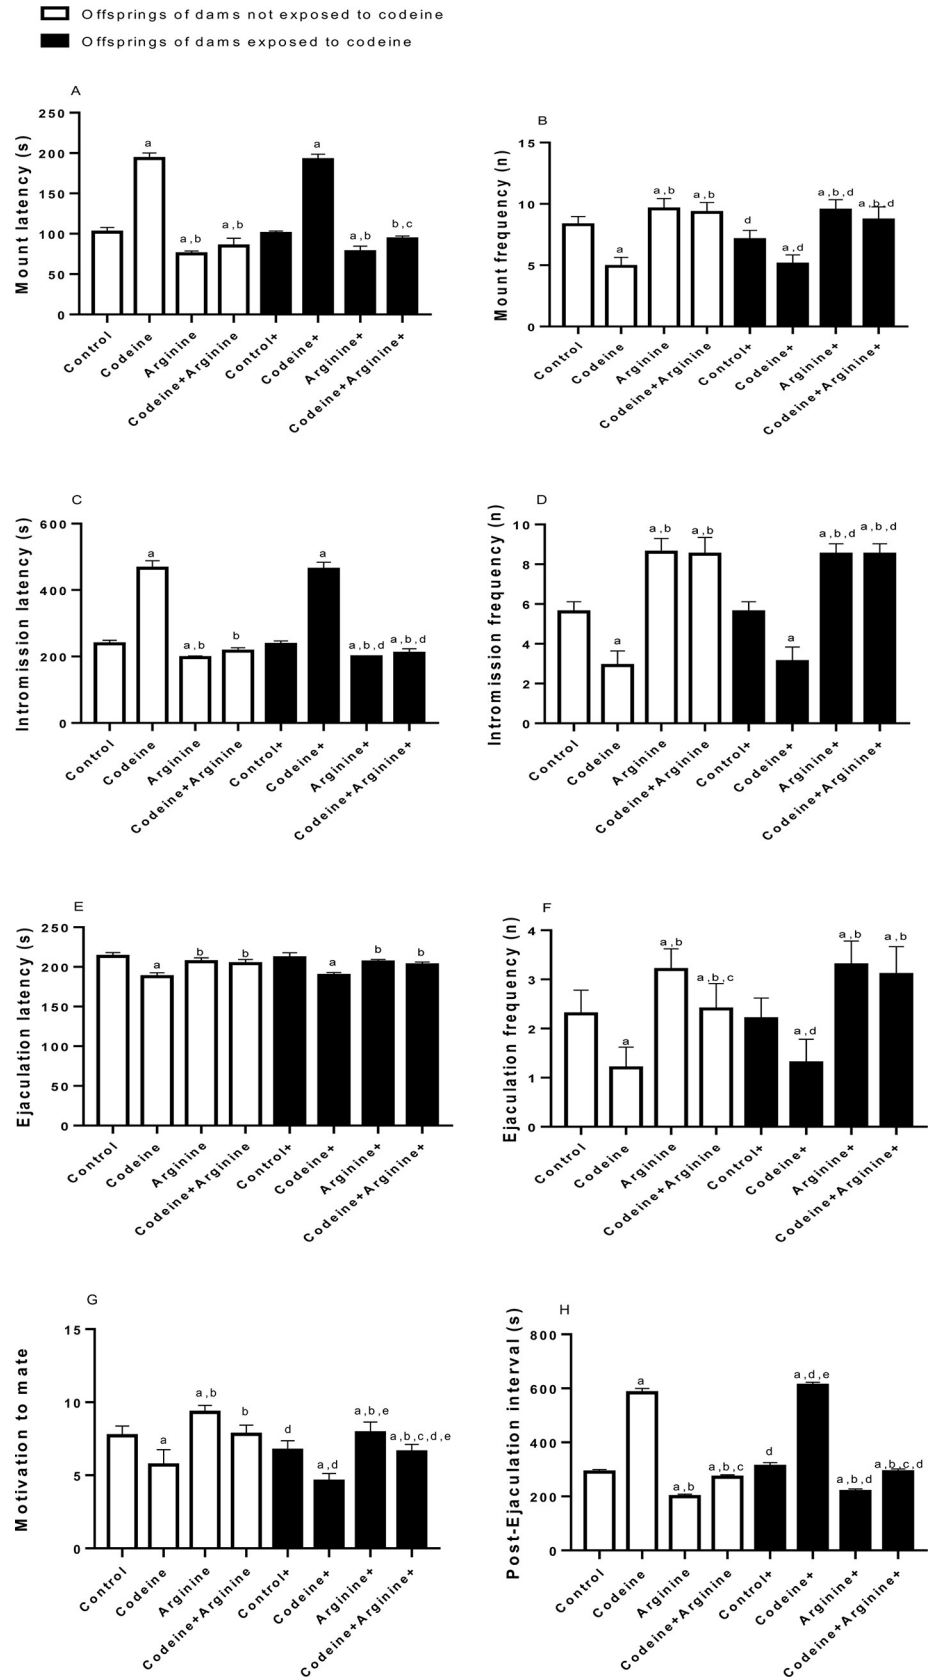 Offsprings of dams not exposed to codeine
Offsprings of dams exposed to codeine
A
Mount latency (s)
250
200
150
100
50
0
a
a,b
a,b
a
a,b
b,c
Control
Codeine
Arginine
Codeine+Arginine
Control+
Codeine+
Arginine+
Codeine+Arginine+
B
Mount frequency (n)
15
10
5
0
a
a,b
a,b
d
a,d
a,b,d
a,b,d
Control
Codeine
Arginine
Codeine+Arginine
Control+
Codeine+
Arginine+
Codeine+Arginine+
C
Intromission latency (s)
600
400
200
0
a
a,b
b
a
a,b,d
a,b,d
Control
Codeine
Arginine
Codeine+Arginine
Control+
Codeine+
Arginine+
Codeine+Arginine+
D
Intromission frequency (n)
10
8
6
4
2
0
a
a,b
a,b
a
a,b,d
a,b,d
Control
Codeine
Arginine
Codeine+Arginine
Control+
Codeine+
Arginine+
Codeine+Arginine+
E
Ejaculation latency (s)
250
200
150
100
50
0
a
b
b
a
b
b
Control
Codeine
Arginine
Codeine+Arginine
Control+
Codeine+
Arginine+
Codeine+Arginine+
F
Ejaculation frequency (n)
4
3
2
1
0
a
a,b
a,b,c
a,d
a,b
a,b
Control
Codeine
Arginine
Codeine+Arginine
Control+
Codeine+
Arginine+
Codeine+Arginine+
G
Motivation to mate
15
10
5
0
a
a,b
b
d
a,d
a,b,e
a,b,c,d,e
Control
Codeine
Arginine
Codeine+Arginine
Control+
Codeine+
Arginine+
Codeine+Arginine+
H
Post-Ejaculation interval (s)
800
600
400
200
0
a
a,b
a,b,c
d
a,d,e
a,b,d
a,b,c,d
Control
Codeine
Arginine
Codeine+Arginine
Control+
Codeine+
Arginine+
Codeine+Arginine+